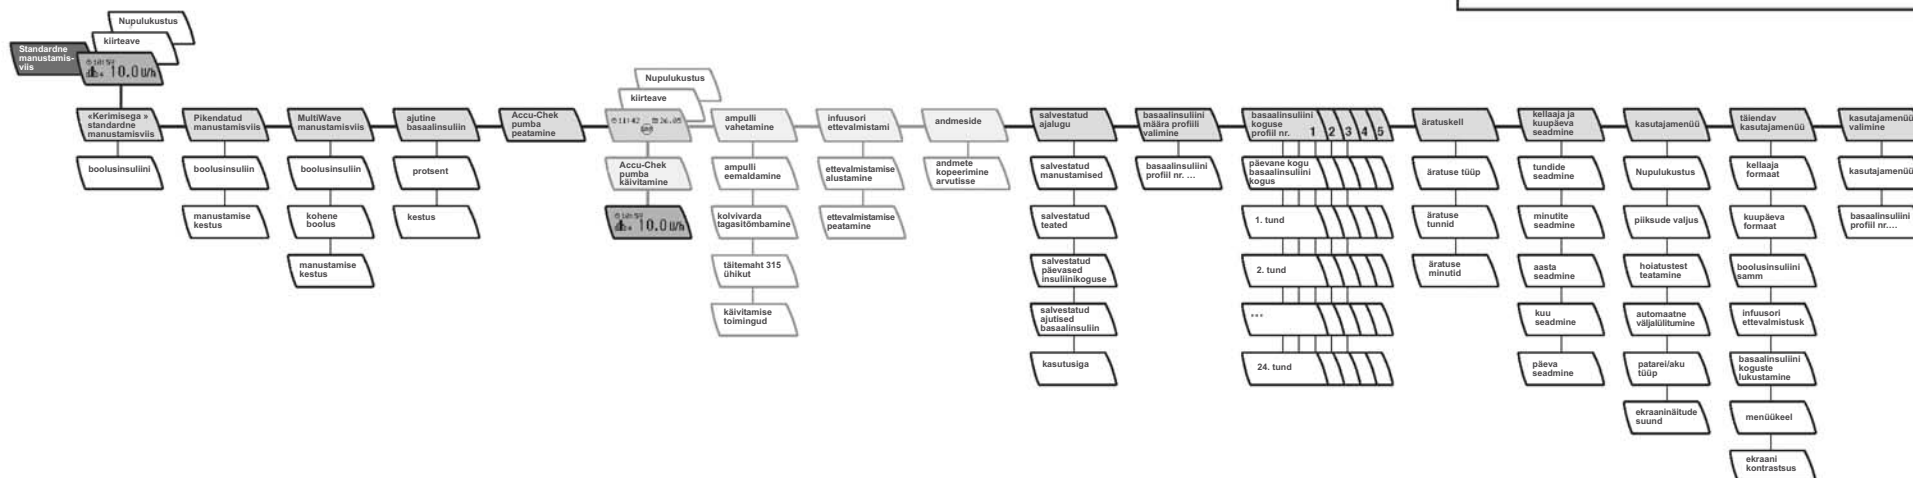 Nupulukustus
kiirteave
Standardne
manustamis-
viis
10.0 U/h
«Kerimisega »
standardne
manustamisviis
boolusinsuliini
Pikendatud
manustamisviis
boolusinsuliin
manustamise
kestus
MultiWave
manustamisviis
boolusinsuliin
kohene
boolus
manustamise
kestus
ajutine
basaalinsuliin
protsent
kestus
Accu-Chek
pumba
peatamine
Nupulukustus
kiirteave
Accu-Chek
pumba
käivitamine
10.0 U/h
ampulli
vahetamine
ampulli
eemaldamine
kolvivarda
tagasitõmbamine
täitemaht 315
ühikut
käivitamise
toimingud
infuusori
ettevalmistami
ettevalmistamise
alustamine
ettevalmistamise
peatamine
andmeside
andmete
kopeerimine
arvutisse
salvestatud
ajalugu
salvestatud
manustamised
salvestatud
teated
salvestatud
päevased
insuliinikoguse
salvestatud
ajutised
basaalinsuliin
kasutusiga
basaalinsuliini
määra profiili
valimine
basaalinsuliini
profiil nr. ...
basaalinsuliini
koguse
profiil nr. 1 2 3 4 5
päevane kogu
basaalinsuliini
kogus
1. tund
2. tund
...
24. tund
äratuskell
äratuse tüüp
äratuse
tunnid
äratuse
minutid
kellaaja ja
kuupäeva
seadmine
tundide
seadmine
minutite
seadmine
aasta
seadmine
kuu
seadmine
päeva
seadmine
kasutajamenüü
Nupulukustus
piiksude valjus
hoiatustest
teatamine
automaatne
väljalülitumine
patarei/aku
tüüp
ekraaninäitude
suund
täiendav
kasutajamenüü
kellaaja
formaat
kuupäeva
formaat
boolusinsuliini
samm
infuusori
ettevalmistusk
basaalinsuliini
koguste
lukustamine
menüükeel
ekraani
kontrastsus
kasutajamenüü
valimine
kasutajamenüü
basaalinsuliini
profiil nr....